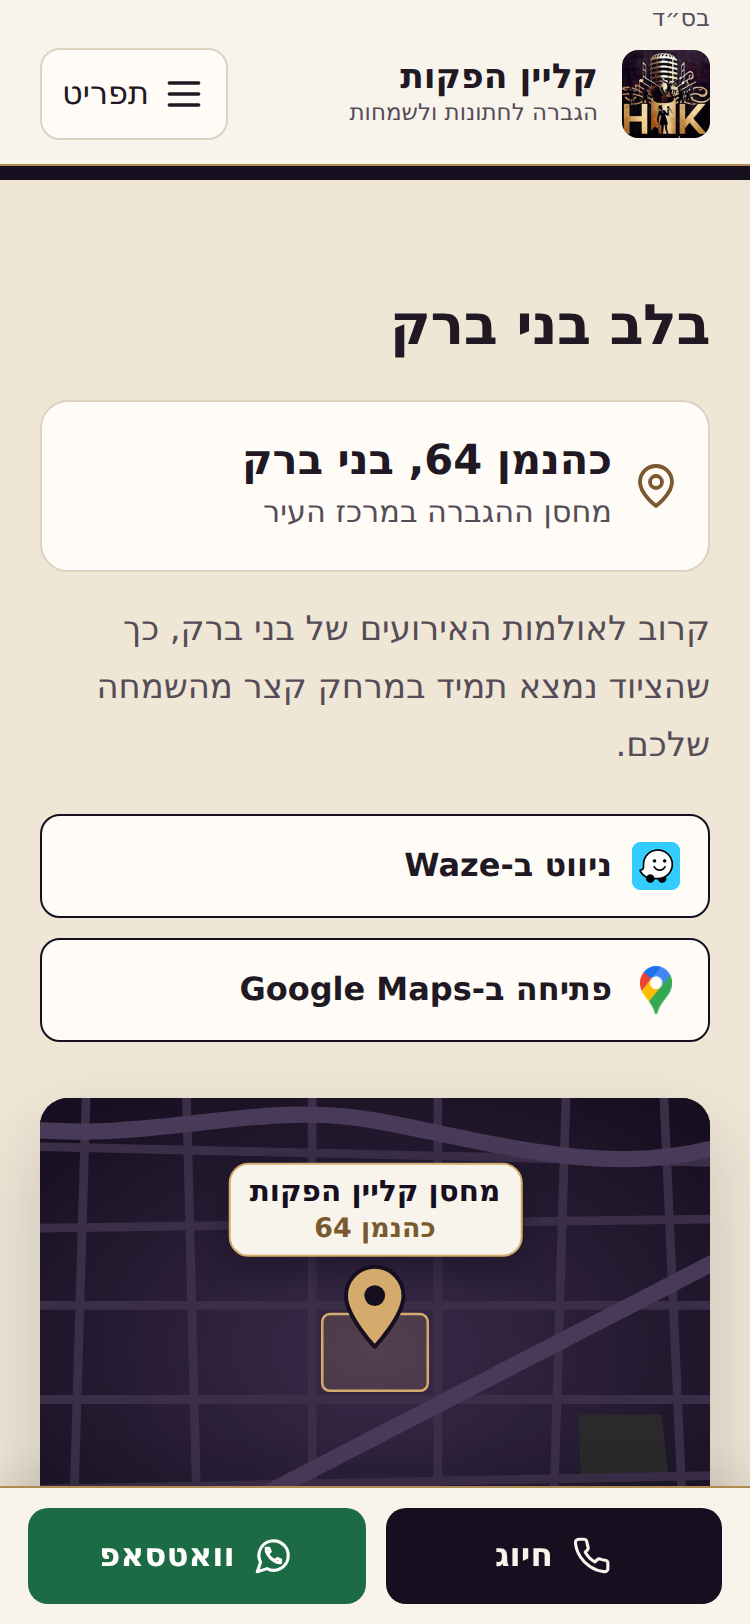 בס״ד
קליין הפקות
הגברה לחתונות ולשמחות
תפריט
HK
בלב בני ברק
כהנמן 64, בני ברק
מחסן ההגברה במרכז העיר
קרוב לאולמות האירועים של בני ברק, כך
שהציוד נמצא תמיד במרחק קצר מהשמחה
שלכם.
ניווט ב-Waze
פתיחה ב-Google Maps
מחסן קליין הפקות
כהנמן 64
חיוג
וואטסאפ